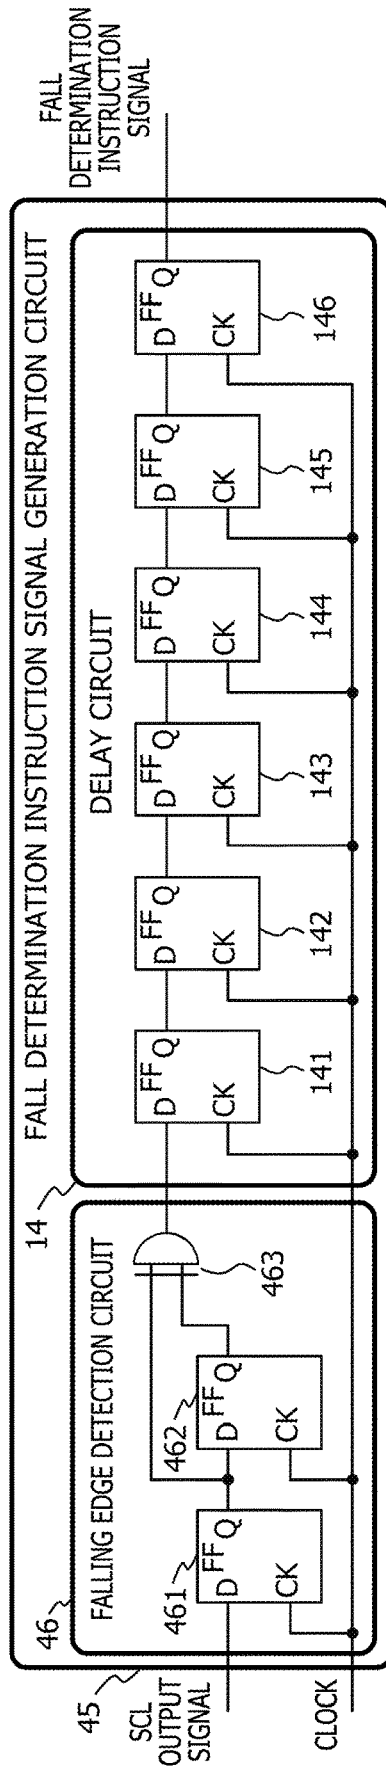 FALL DETERMINATION INSTRUCTION SIGNAL GENERATION CIRCUIT
45
46
FALLING EDGE DETECTION CIRCUIT
14
DELAY CIRCUIT
FALL
DETERMINATION
INSTRUCTION
SIGNAL
SCL
OUTPUT
SIGNAL
CLOCK
461
D FF Q
CK
462
D FF Q
CK
463
D FF Q
CK
141
D FF Q
CK
142
D FF Q
CK
143
D FF Q
CK
144
D FF Q
CK
145
D FF Q
CK
146